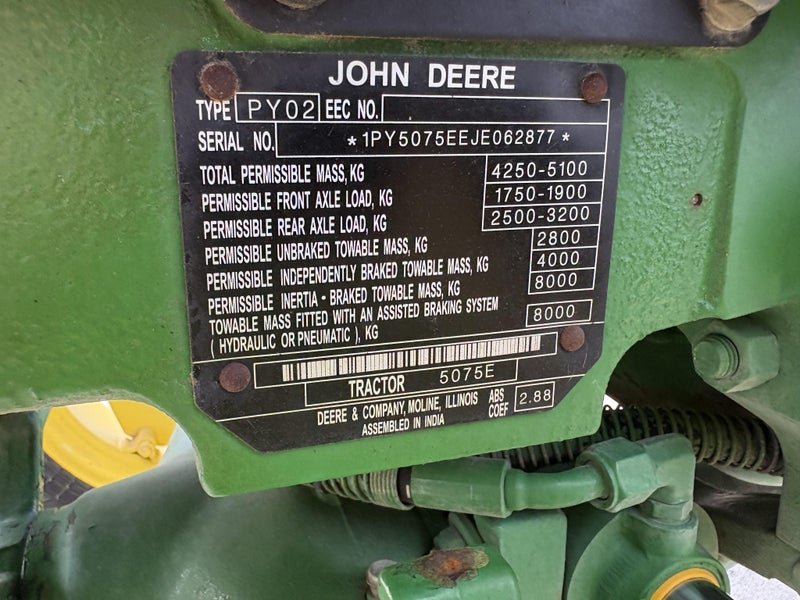 JOHN DEERE
TYPE PY02 EEC NO.
SERIAL NO. *1PY5075EEJE062877*
TOTAL PERMISSIBLE MASS, KG 4250-5100
PERMISSIBLE FRONT AXLE LOAD, KG 1750-1900
PERMISSIBLE REAR AXLE LOAD, KG 2500-3200
PERMISSIBLE UNBRAKED TOWABLE MASS, KG 2800
PERMISSIBLE INDEPENDENTLY BRAKED TOWABLE MASS, KG 4000
PERMISSIBLE INERTIA - BRAKED TOWABLE MASS, KG 8000
TOWABLE MASS FITTED WITH AN ASSISTED BRAKING SYSTEM
( HYDRAULIC OR PNEUMATIC ), KG 8000
TRACTOR 5075E
DEERE & COMPANY, MOLINE, ILLINOIS ABS
COEF 2.88
ASSEMBLED IN INDIA